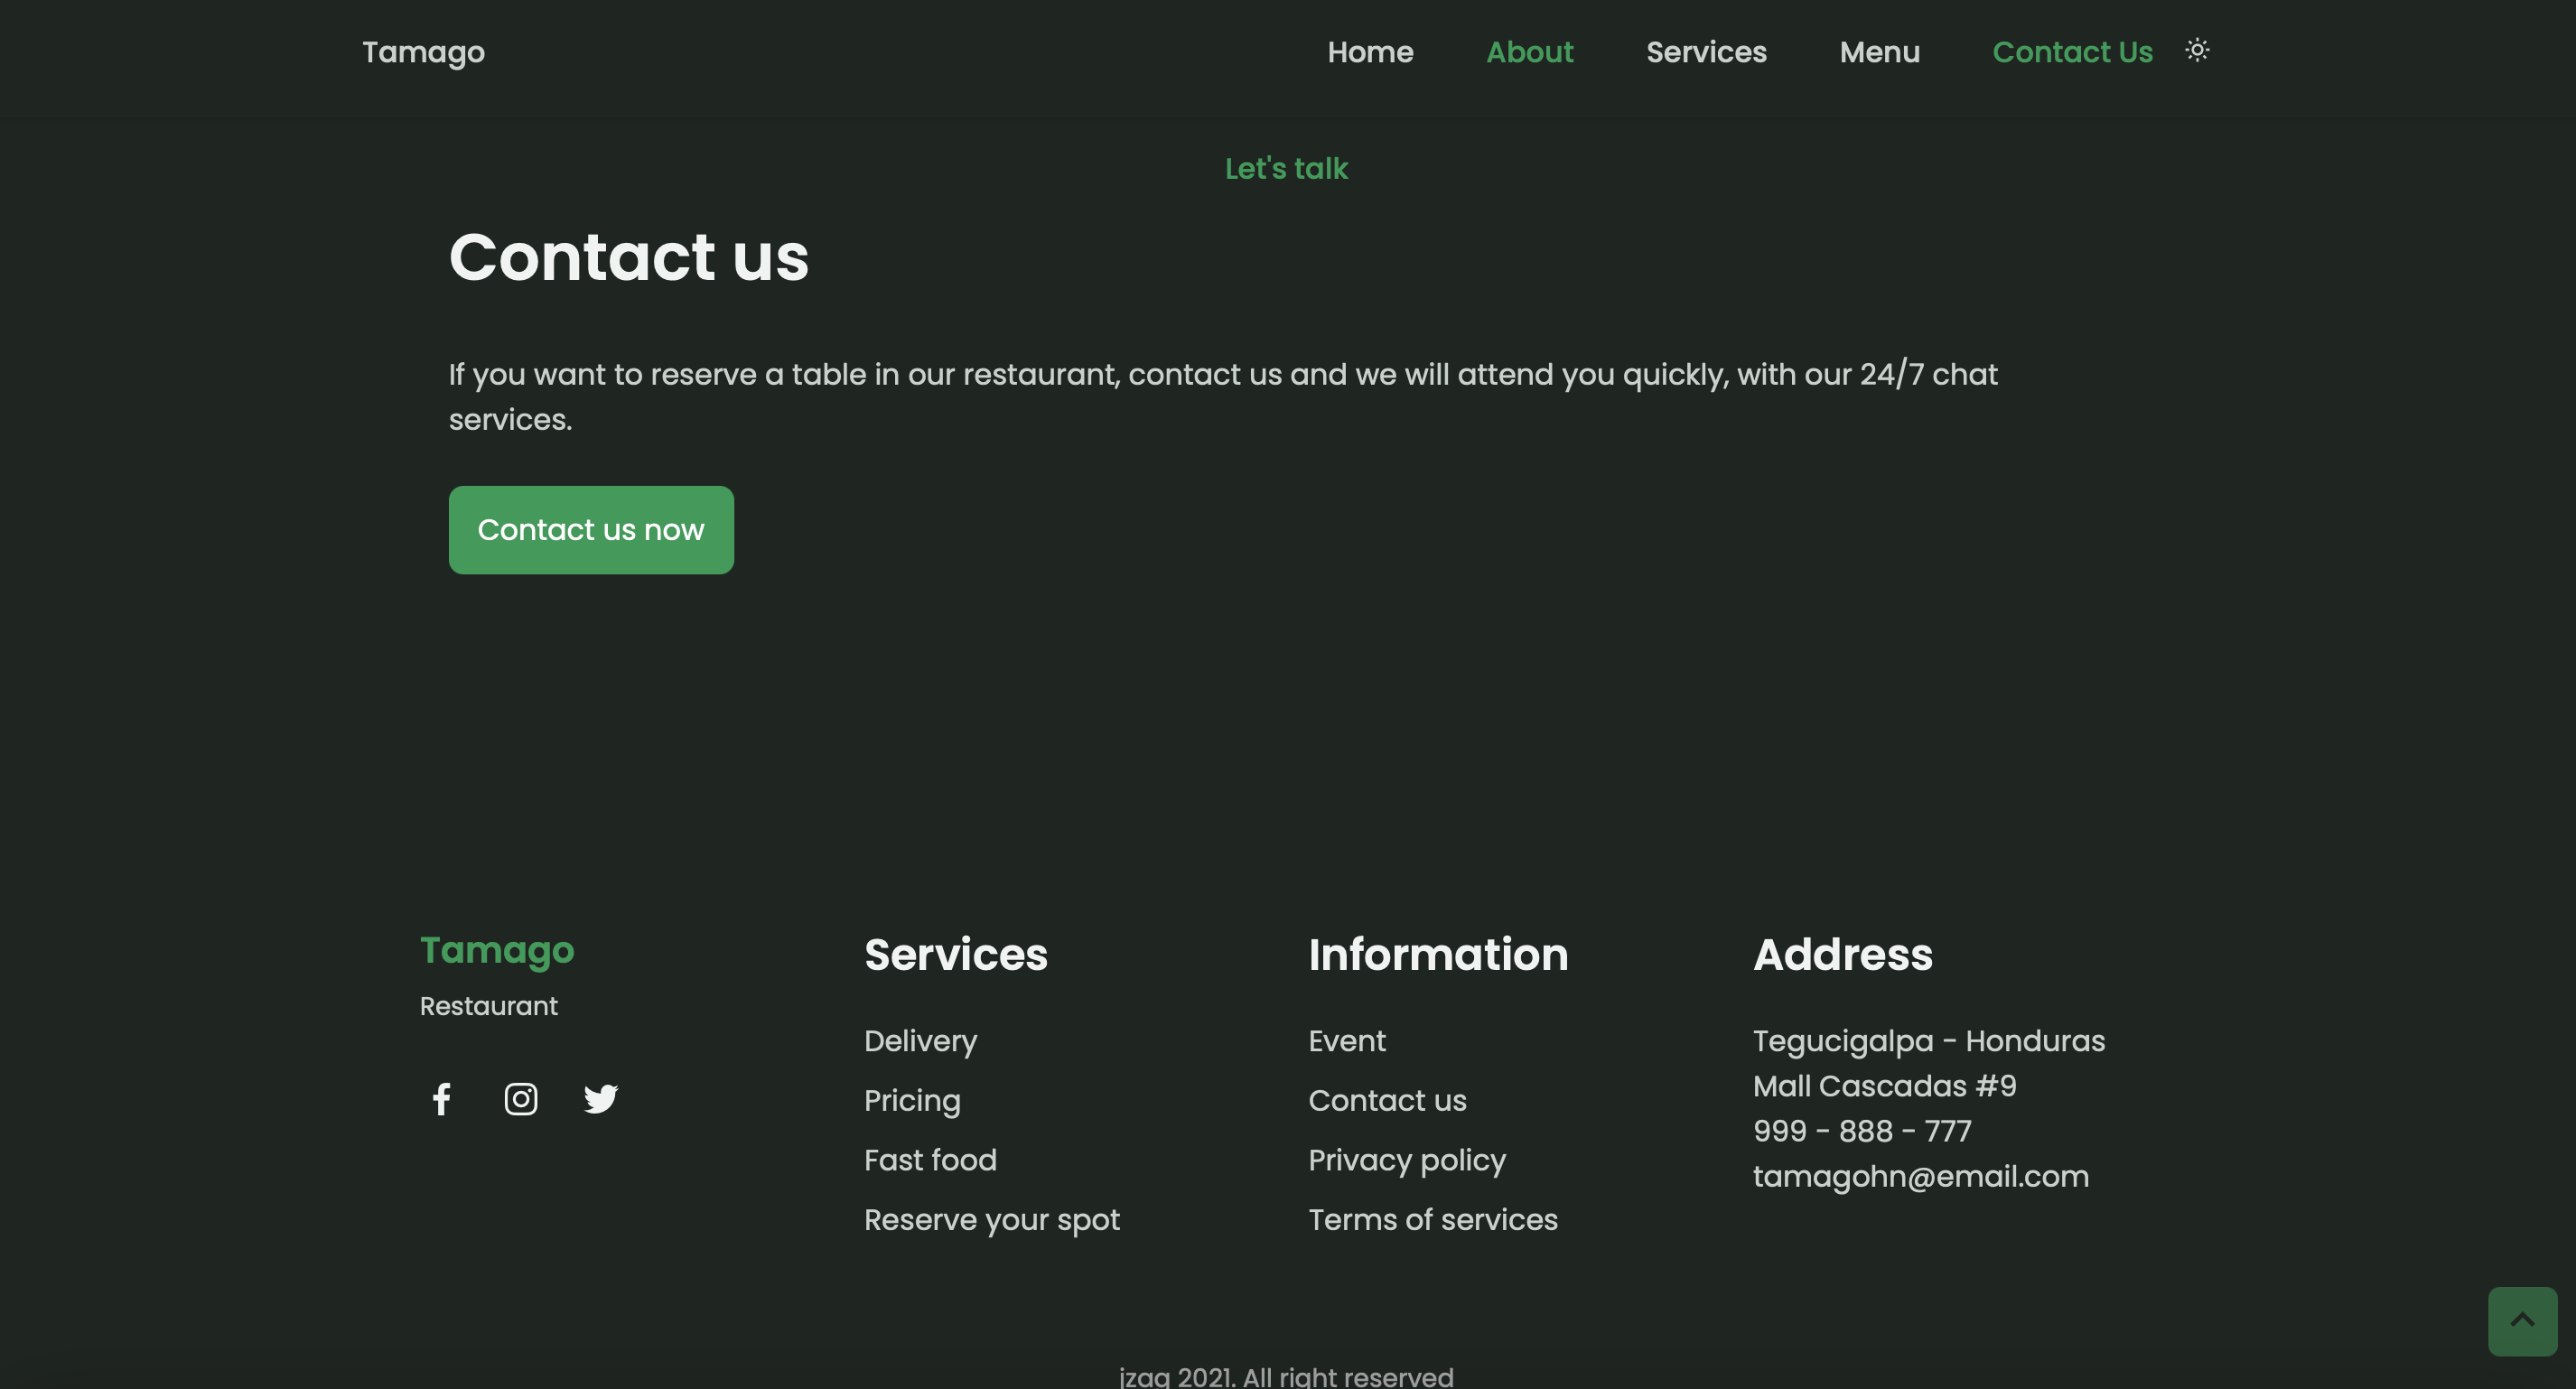 Tamago
Home About Services Menu Contact Us
Let's talk
Contact us
If you want to reserve a table in our restaurant, contact us and we will attend you quickly, with our 24/7 chat
services.
Contact us now
Tamago
Restaurant
Services
Delivery
Pricing
Fast food
Reserve your spot
Information
Event
Contact us
Privacy policy
Terms of services
Address
Tegucigalpa - Honduras
Mall Cascadas #9
999 - 888 - 777
tamagohn@email.com
jzaq 2021. All right reserved